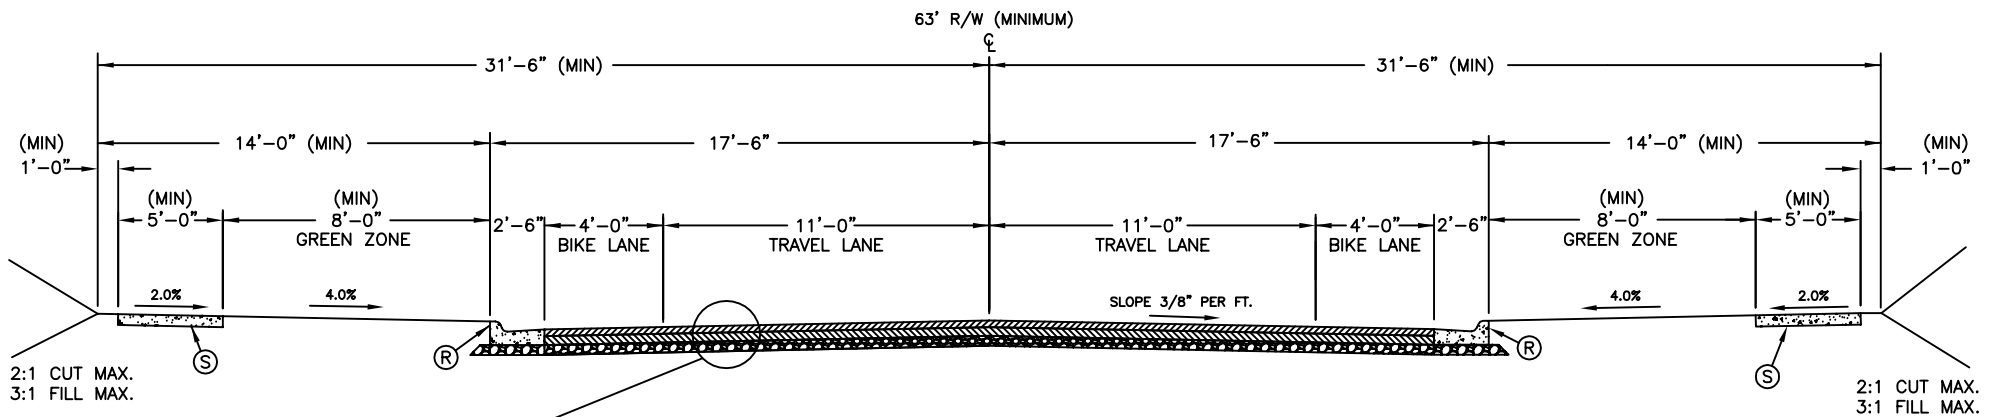 63' R/W (MINIMUM)
℄
31'-6" (MIN)
31'-6" (MIN)
(MIN)
1'-0"
14'-0" (MIN)
17'-6"
17'-6"
14'-0" (MIN)
(MIN)
1'-0"
(MIN)
5'-0"
(MIN)
8'-0"
GREEN ZONE
2'-6"
4'-0"
BIKE LANE
11'-0"
TRAVEL LANE
11'-0"
TRAVEL LANE
4'-0"
BIKE LANE
2'-6"
(MIN)
8'-0"
GREEN ZONE
(MIN)
5'-0"
2.0%
4.0%
SLOPE 3/8" PER FT.
4.0%
2.0%
S
R
R
S
2:1 CUT MAX.
3:1 FILL MAX.
2:1 CUT MAX.
3:1 FILL MAX.